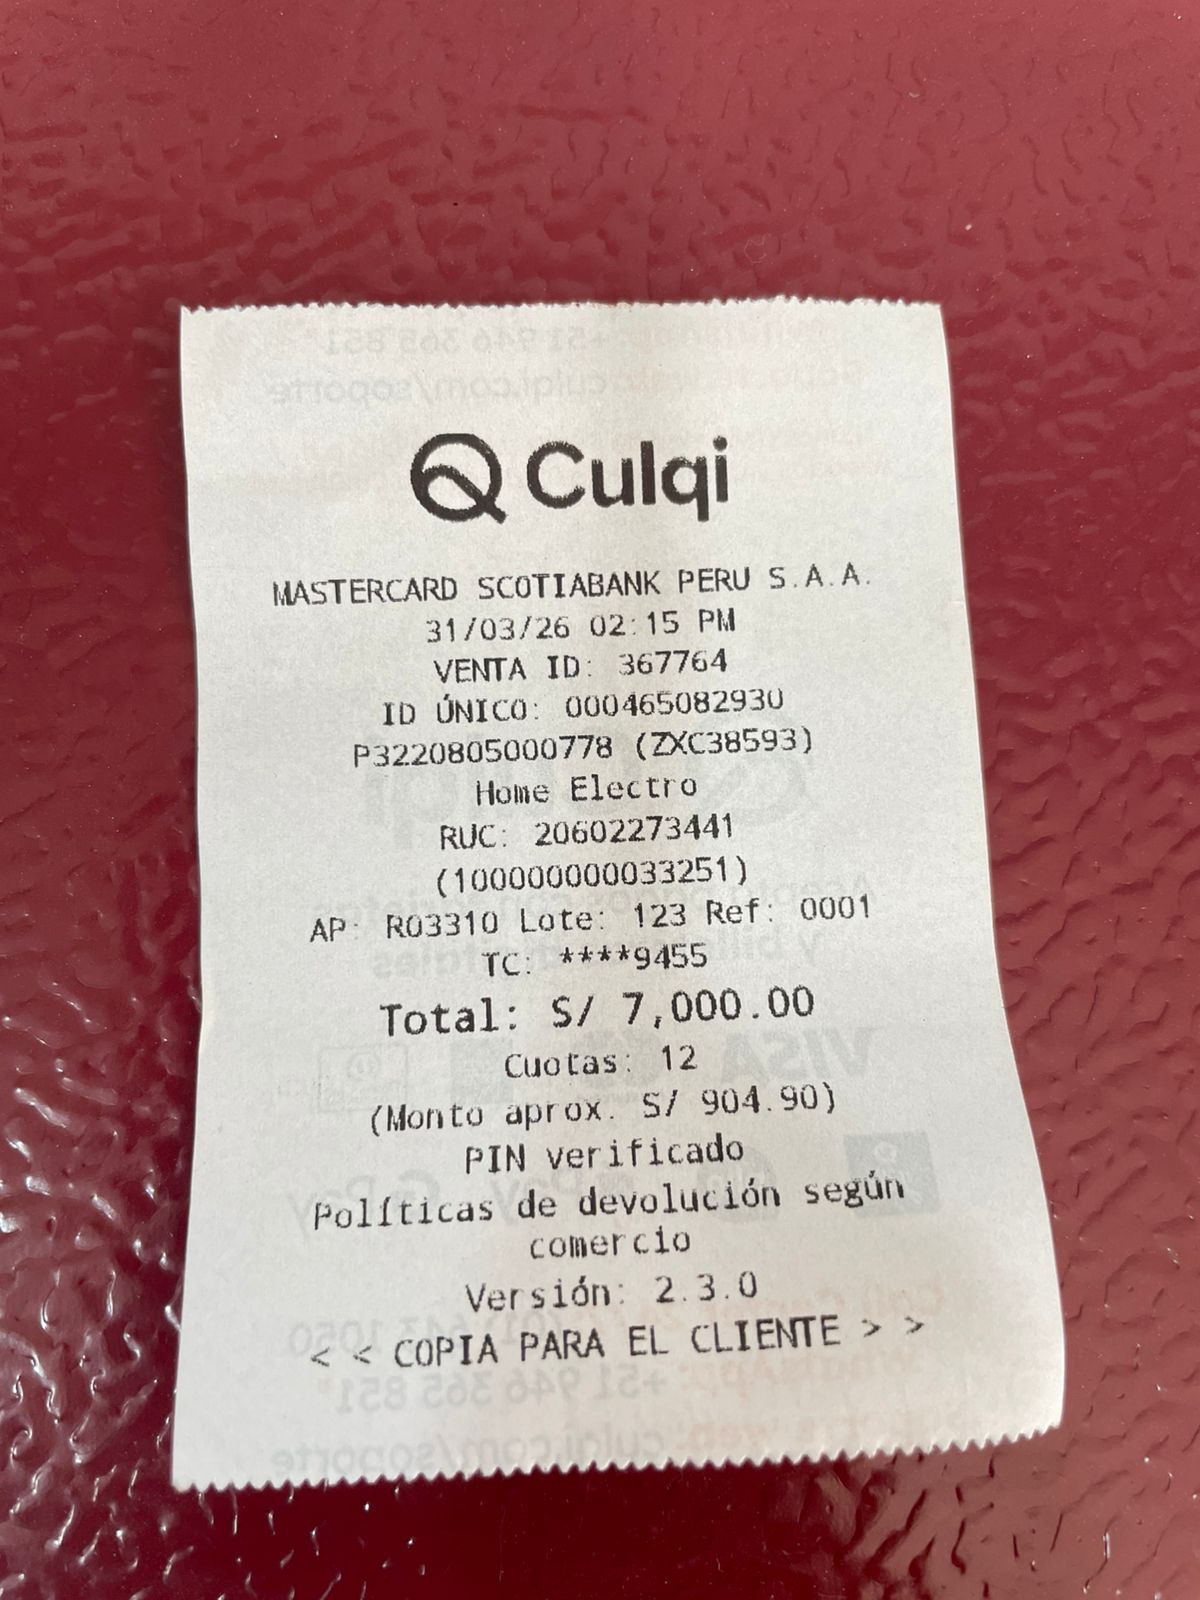 Culqi
MASTERCARD SCOTIABANK PERU S.A.A.
31/03/26 02:15 PM
VENTA ID: 367764
ID ÚNICO: 000465082930
P3220805000778 (ZXC38593)
Home Electro
RUC: 20602273441
(100000000033251)
AP: R03310 Lote: 123 Ref: 0001
TC: ****9455
Total: S/ 7,000.00
Cuotas: 12
(Monto aprox. S/ 904.90)
PIN verificado
Políticas de devolución según
comercio
Versión: 2.3.0
< < COPIA PARA EL CLIENTE > >